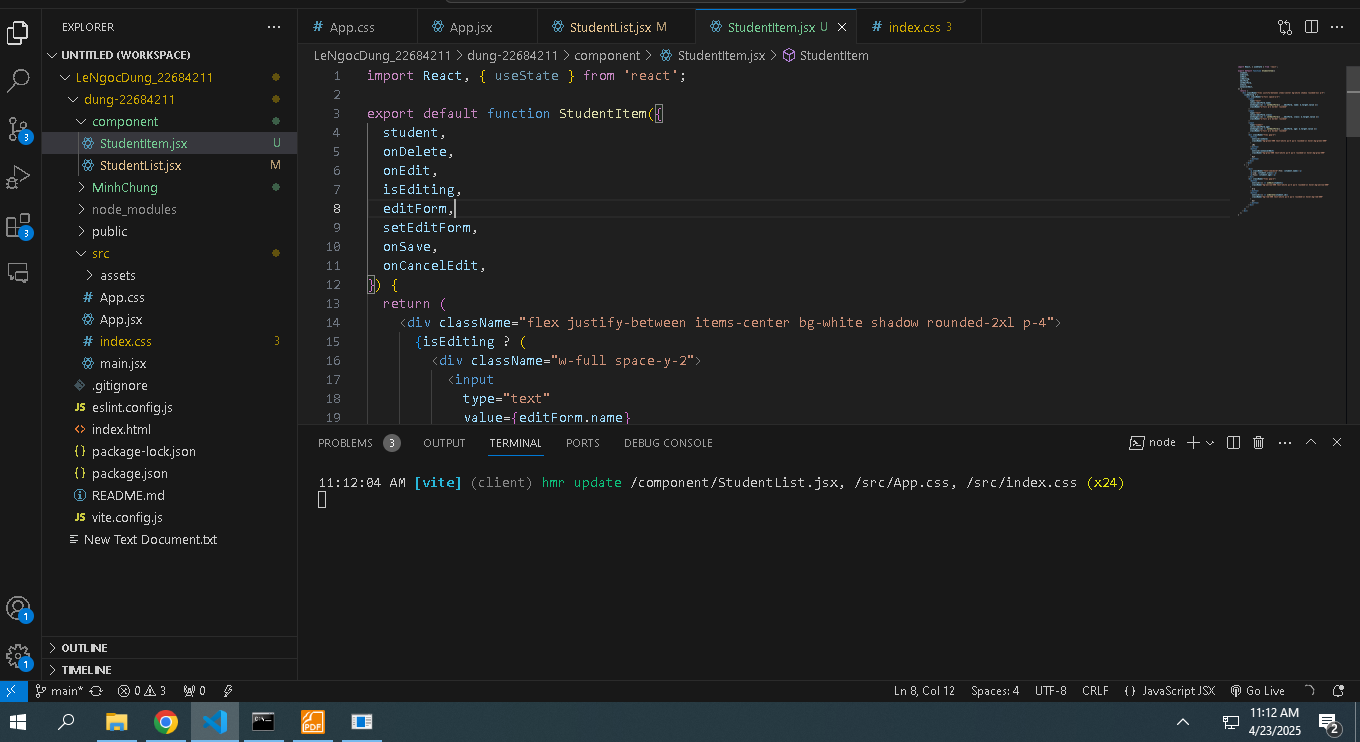 EXPLORER
UNTITLED (WORKSPACE)
LeNgocDung_22684211
dung-22684211
component
StudentItem.jsx U
StudentList.jsx M
MinhChung
node_modules
public
src
assets
# App.css
App.jsx
# index.css 3
main.jsx
.gitignore
JS eslint.config.js
<> index.html
{} package-lock.json
{} package.json
README.md
JS vite.config.js
New Text Document.txt
OUTLINE
TIMELINE
3
3
1
1
# App.css
App.jsx
StudentList.jsx M
StudentItem.jsx U
# index.css 3
LeNgocDung_22684211 > dung-22684211 > component > StudentItem.jsx > StudentItem
1 import React, { useState } from 'react';
2
3 export default function StudentItem({
4 student,
5 onDelete,
6 onEdit,
7 isEditing,
8 editForm,
9 setEditForm,
10 onSave,
11 onCancelEdit,
12 }) {
13 return (
14 <div className="flex justify-between items-center bg-white shadow rounded-2xl p-4">
15 {isEditing ? (
16 <div className="w-full space-y-2">
17 <input
18 type="text"
19 value={editForm.name}
PROBLEMS 3 OUTPUT TERMINAL PORTS DEBUG CONSOLE
node
11:12:04 AM [vite] (client) hmr update /component/StudentList.jsx, /src/App.css, /src/index.css (x24)
main* 0 3 0
Ln 8, Col 12 Spaces: 4 UTF-8 CRLF {} JavaScript JSX Go Live
PDF
11:12 AM
4/23/2025
2